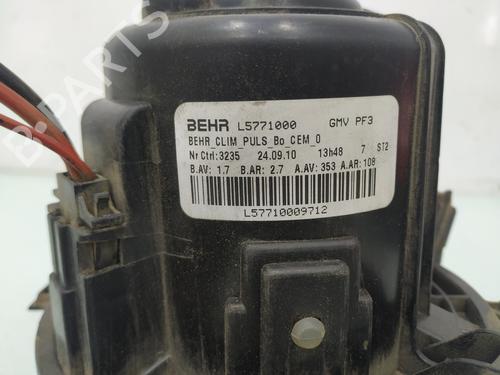 BEHR L5771000 GMV PF3
BEHR_CLIM_PULS_Bo_CEM_0
Nr Ctrl:3235 24.09.10 13h48 7 ST2
B.AV: 1.7 B.AR: 2.7 A.AV: 353 A.AR: 108
L57710009712